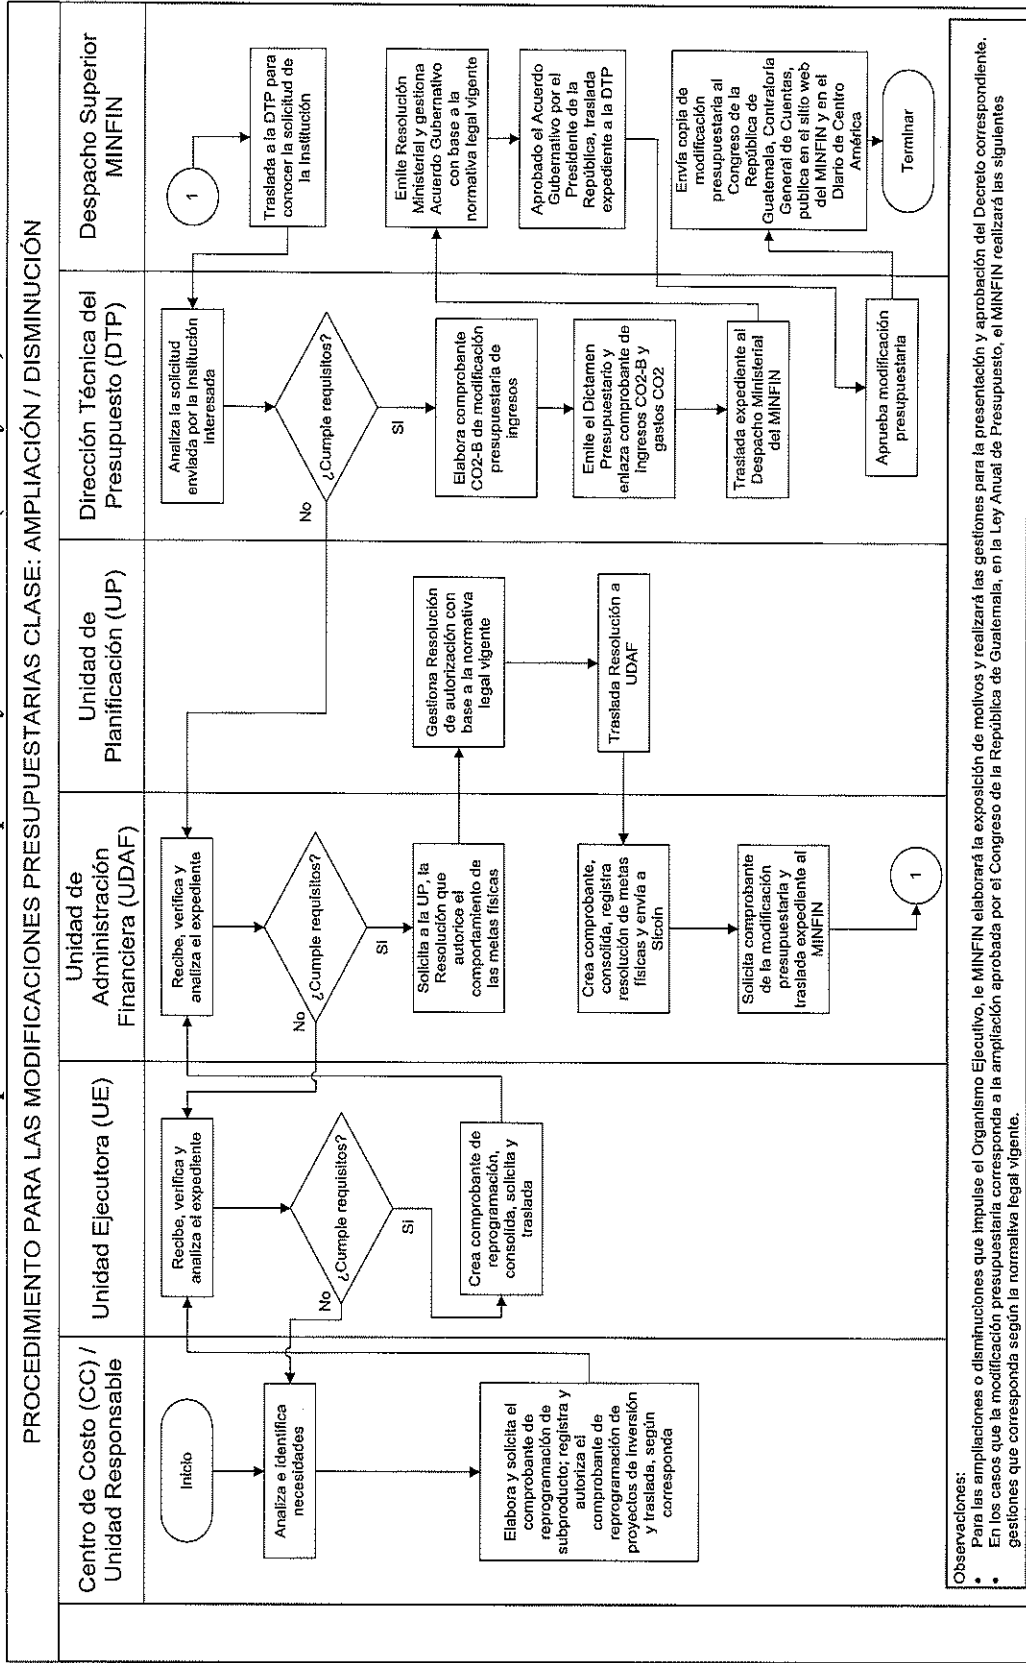 PROCEDIMIENTO PARA LAS MODIFICACIONES PRESUPUESTARIAS CLASE: AMPLIACIÓN / DISMINUCIÓN
Centro de Costo (CC) /
Unidad Responsable
Inicio
Analiza e identifica
necesidades
Elabora y solicita el
comprobante de
reprogramación de
subproducto; registra y
autoriza el
comprobante de
reprogramación de
proyectos de inversión
y traslada, según
corresponda
Unidad Ejecutora (UE)
Recibe, verifica y
analiza el expediente
¿Cumple requisitos?
No
Si
Crea comprobante de
reprogramación,
consolida, solicita y
traslada
Unidad de
Administración
Financiera (UDAF)
Recibe, verifica y
analiza el expediente
¿Cumple requisitos?
No
Si
Solicita a la UP, la
Resolución que
autorice el
comportamiento de
las metas físicas
Crea comprobante,
consolida, registra
resolución de metas
físicas y envía a
Sicoin
Solicita comprobante
de la modificación
presupuestaria y
traslada expediente al
MINFIN
1
Unidad de
Planificación (UP)
Gestiona Resolución
de autorización con
base a la normativa
legal vigente
Traslada Resolución a
UDAF
Dirección Técnica del
Presupuesto (DTP)
Analiza la solicitud
enviada por la Institución
Interesada
¿Cumple requisitos?
No
Si
Elabora comprobante
CO2-B de modificación
presupuestaria de
ingresos
Emite el Dictamen
Presupuestario y
enlaza comprobante de
ingresos CO2-B y
gastos CO2
Traslada expediente al
Despacho Ministerial
del MINFIN
Aprueba modificación
presupuestaria
Despacho Superior
MINFIN
1
Traslada a la DTP para
conocer la solicitud de
la Institución
Emite Resolución
Ministerial y gestiona
Acuerdo Gubernativo
con base a la
normativa legal vigente
Aprobado el Acuerdo
Gubernativo por el
Presidente de la
República, traslada
expediente a la DTP
Envía copia de
modificación
presupuestaria al
Congreso de la
República de
Guatemala, Contraloría
General de Cuentas,
publica en el sitio web
del MINFIN y en el
Diario de Centro
América
Terminar
Observaciones:
• Para las ampliaciones o disminuciones que impulse el Organismo Ejecutivo, le MINFIN elaborará la exposición de motivos y realizará las gestiones para la presentación y aprobación del Decreto correspondiente.
• En los casos que la modificación presupuestaría corresponda a la ampliación aprobada por el Congreso de la República de Guatemala, en la Ley Anual de Presupuesto, el MINFIN realizará las siguientes
gestiones que corresponda según la normativa legal vigente.